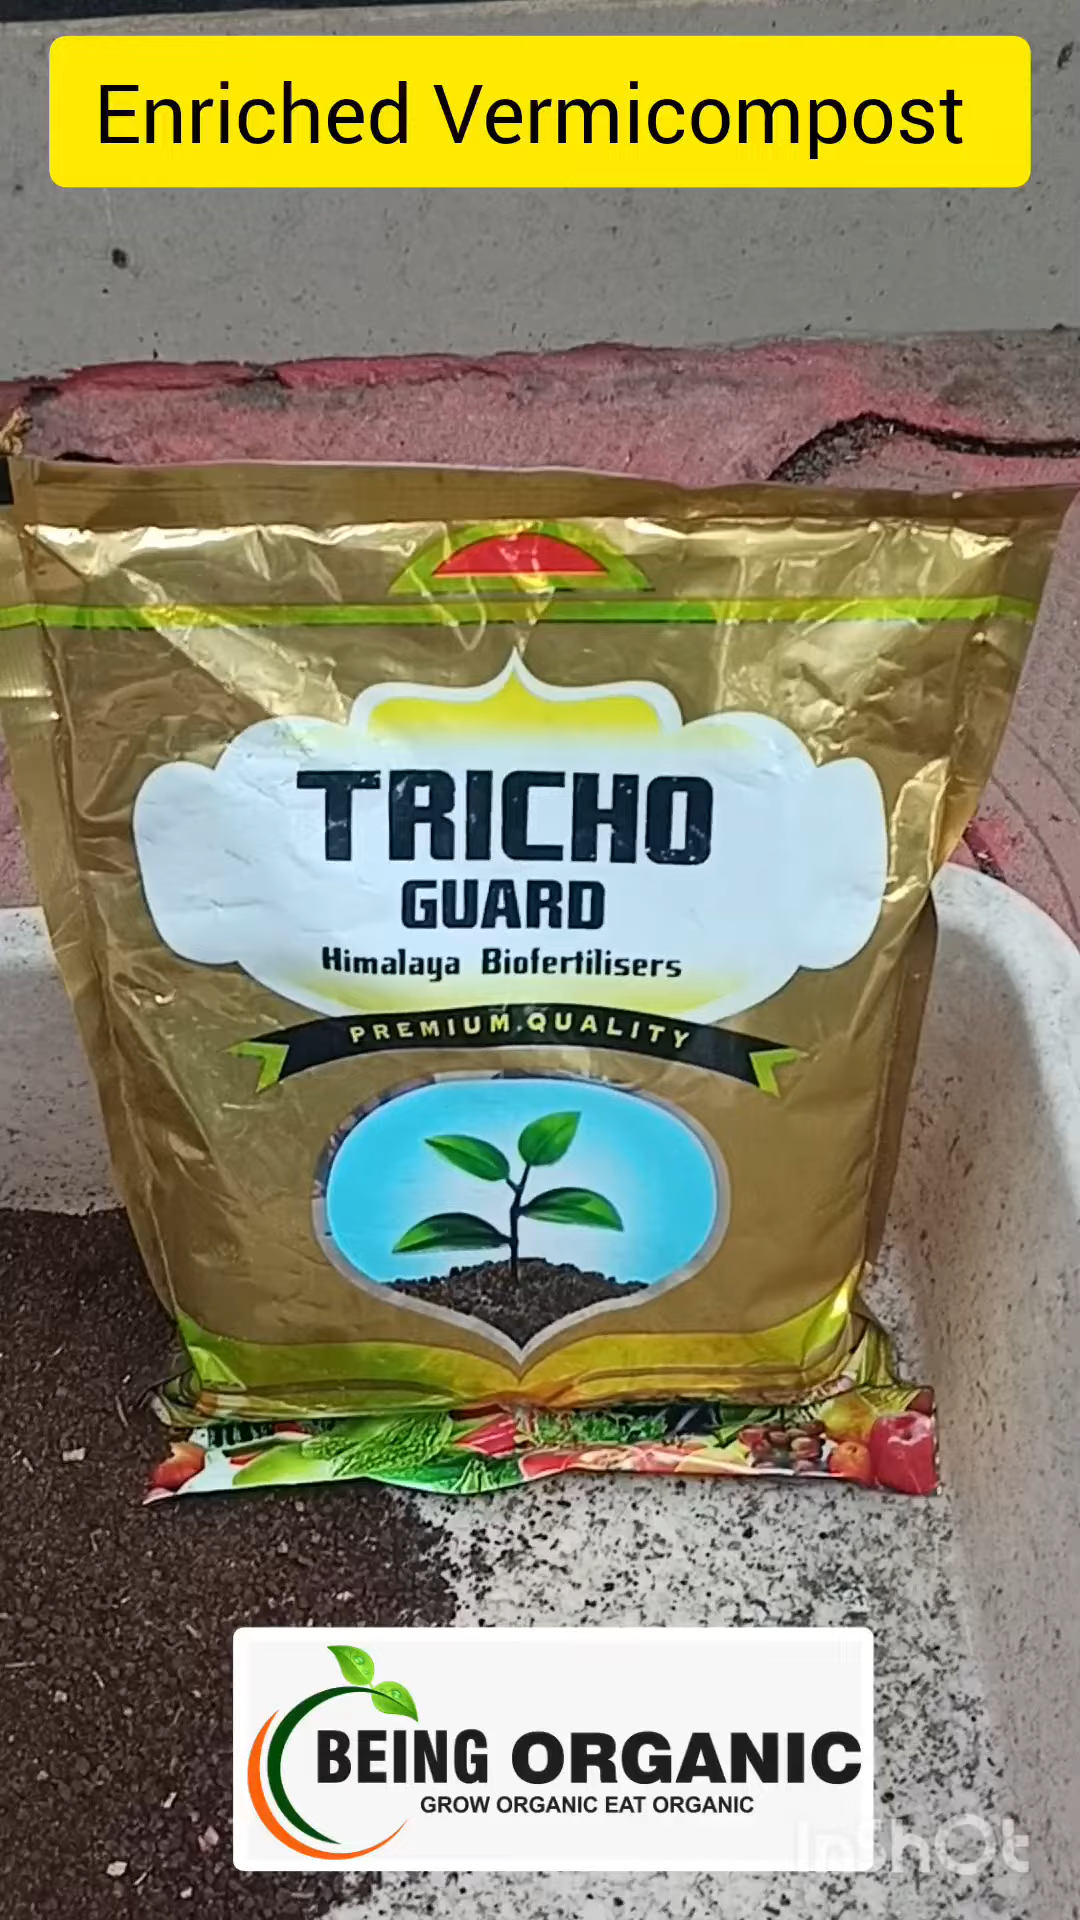 Enriched Vermicompost
TRICHO
GUARD
Himalaya Biofertilisers
PREMIUM QUALITY
BEING ORGANIC
GROW ORGANIC EAT ORGANIC
InShOt